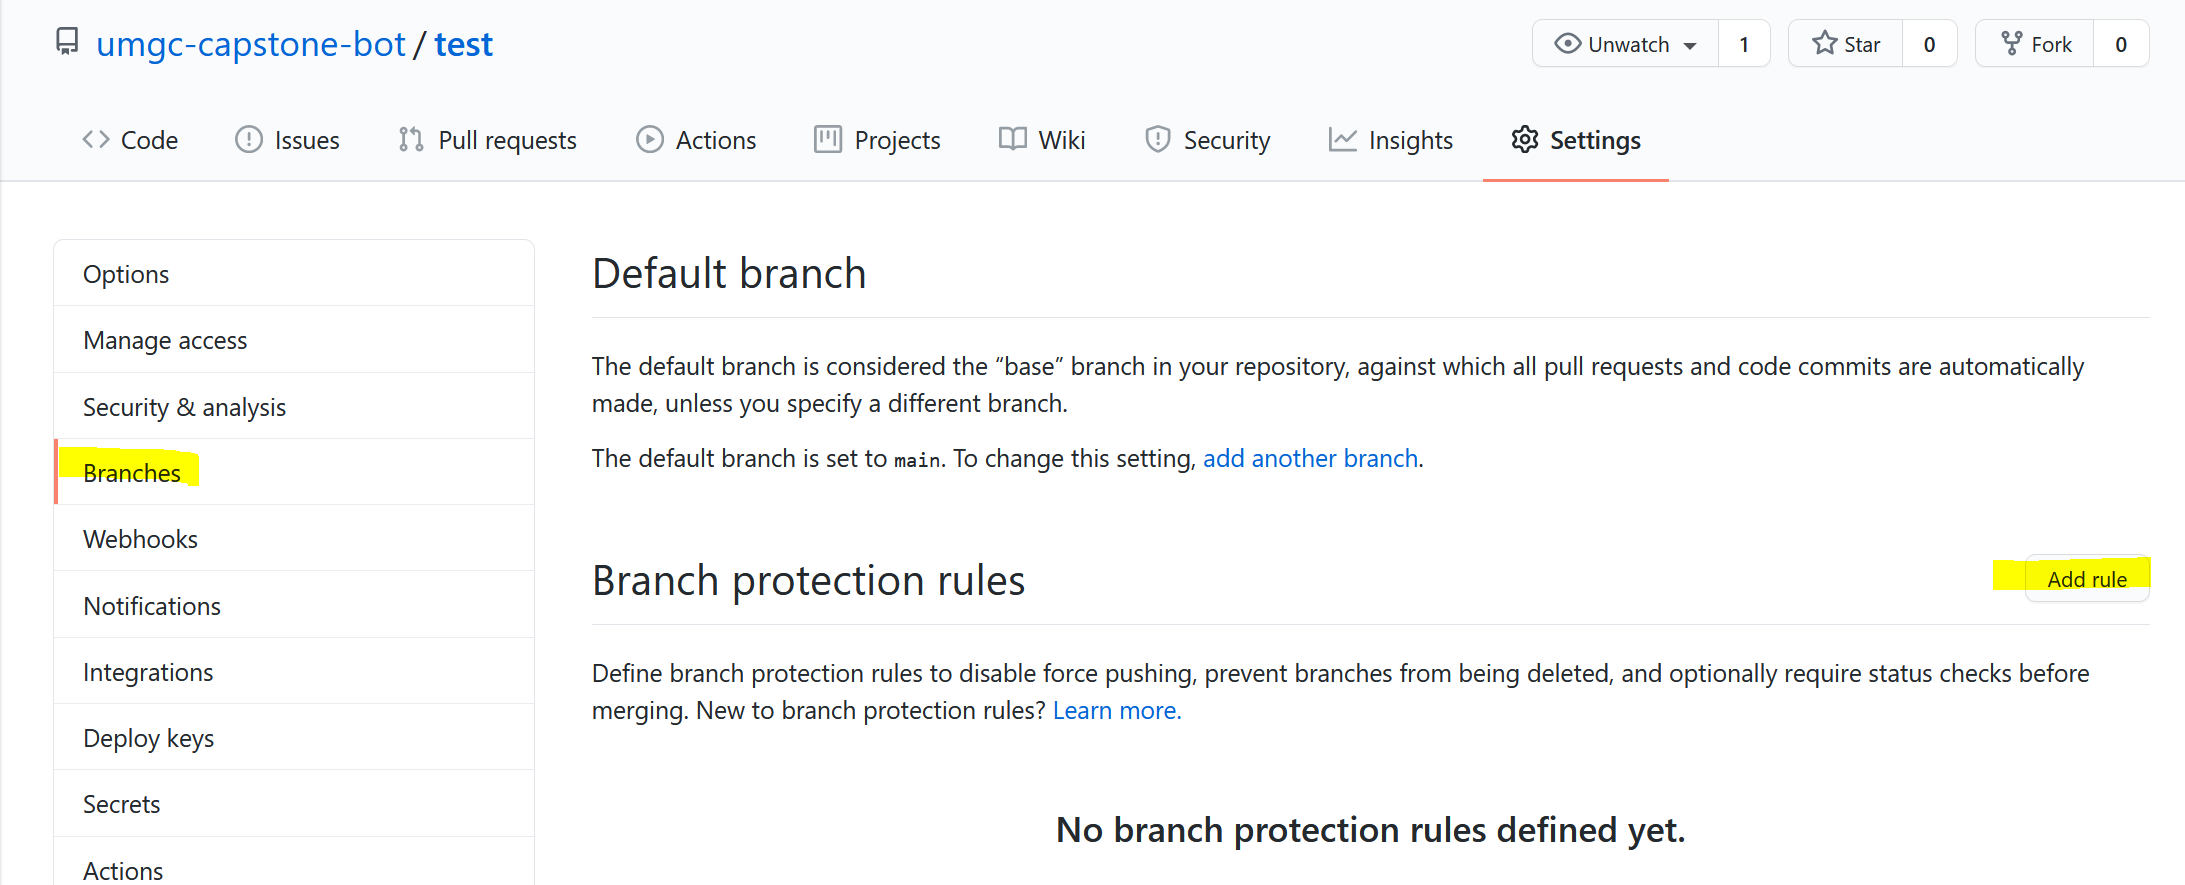 umgc-capstone-bot / test
Unwatch 1 Star 0 Fork 0
Code Issues Pull requests Actions Projects Wiki Security Insights Settings
Options
Manage access
Security & analysis
Branches
Webhooks
Notifications
Integrations
Deploy keys
Secrets
Actions
Default branch
The default branch is considered the “base” branch in your repository, against which all pull requests and code commits are automatically
made, unless you specify a different branch.
The default branch is set to main. To change this setting, add another branch.
Branch protection rules
Add rule
Define branch protection rules to disable force pushing, prevent branches from being deleted, and optionally require status checks before
merging. New to branch protection rules? Learn more.
No branch protection rules defined yet.